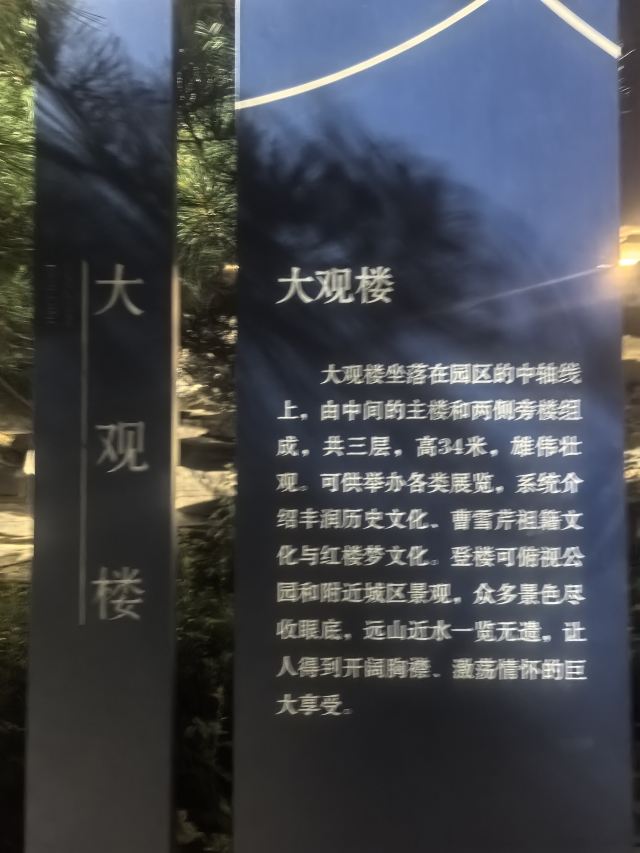 大观楼
大观楼
大观楼坐落在园区的中轴线
上，由中间的主楼和两侧旁楼组
成，共三层，高34米，雄伟壮
观。可供举办各类展览，系统介
绍丰润历史文化、曹雪芹祖籍文
化与红楼梦文化。登楼可俯视公
园和附近城区景观，众多景色尽
收眼底，远山近水一览无遗，让
人得到开阔胸襟、激荡情怀的巨
大享受。